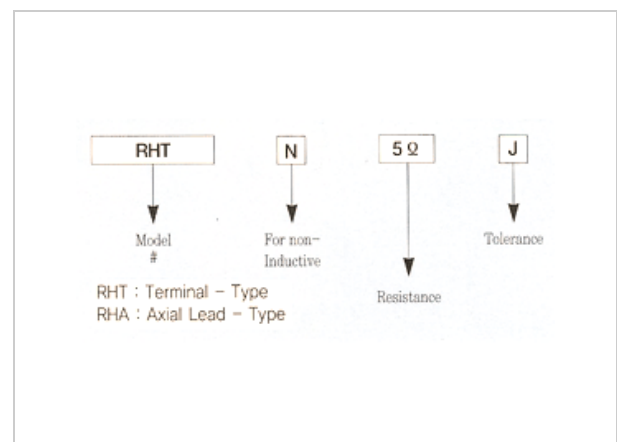 RHT N 5Ω J
Model # For non- Inductive Resistance Tolerance
RHT : Terminal - Type
RHA : Axial Lead - Type